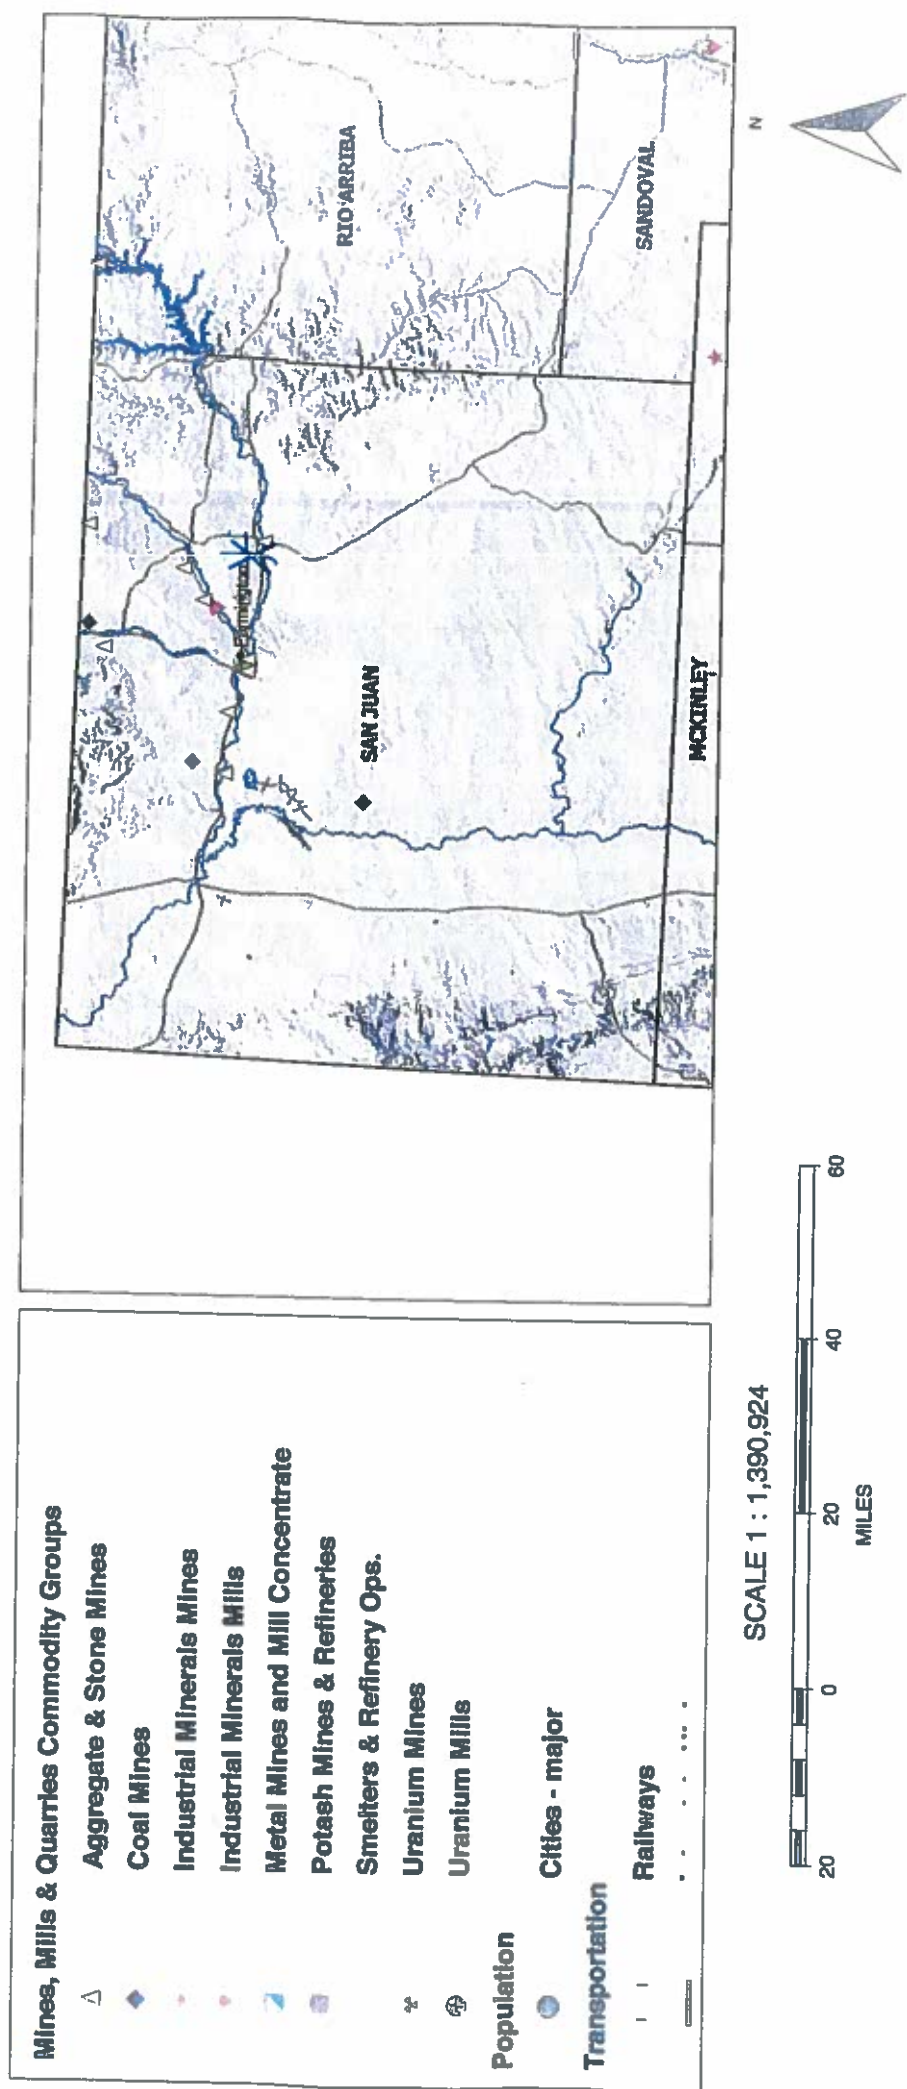 Mines, Mills & Quarries Commodity Groups
Aggregate & Stone Mines
Coal Mines
Industrial Minerals Mines
Industrial Minerals Mills
Metal Mines and Mill Concentrate
Potash Mines & Refineries
Smelters & Refinery Ops.
Uranium Mines
Uranium Mills
Population
Cities - major
Transportation
Railways
RIO ARRIBA
SANDOVAL
Farmington
SAN JUAN
MCKINLEY
N
SCALE 1 : 1,390,924
20 0 20 40 60
MILES